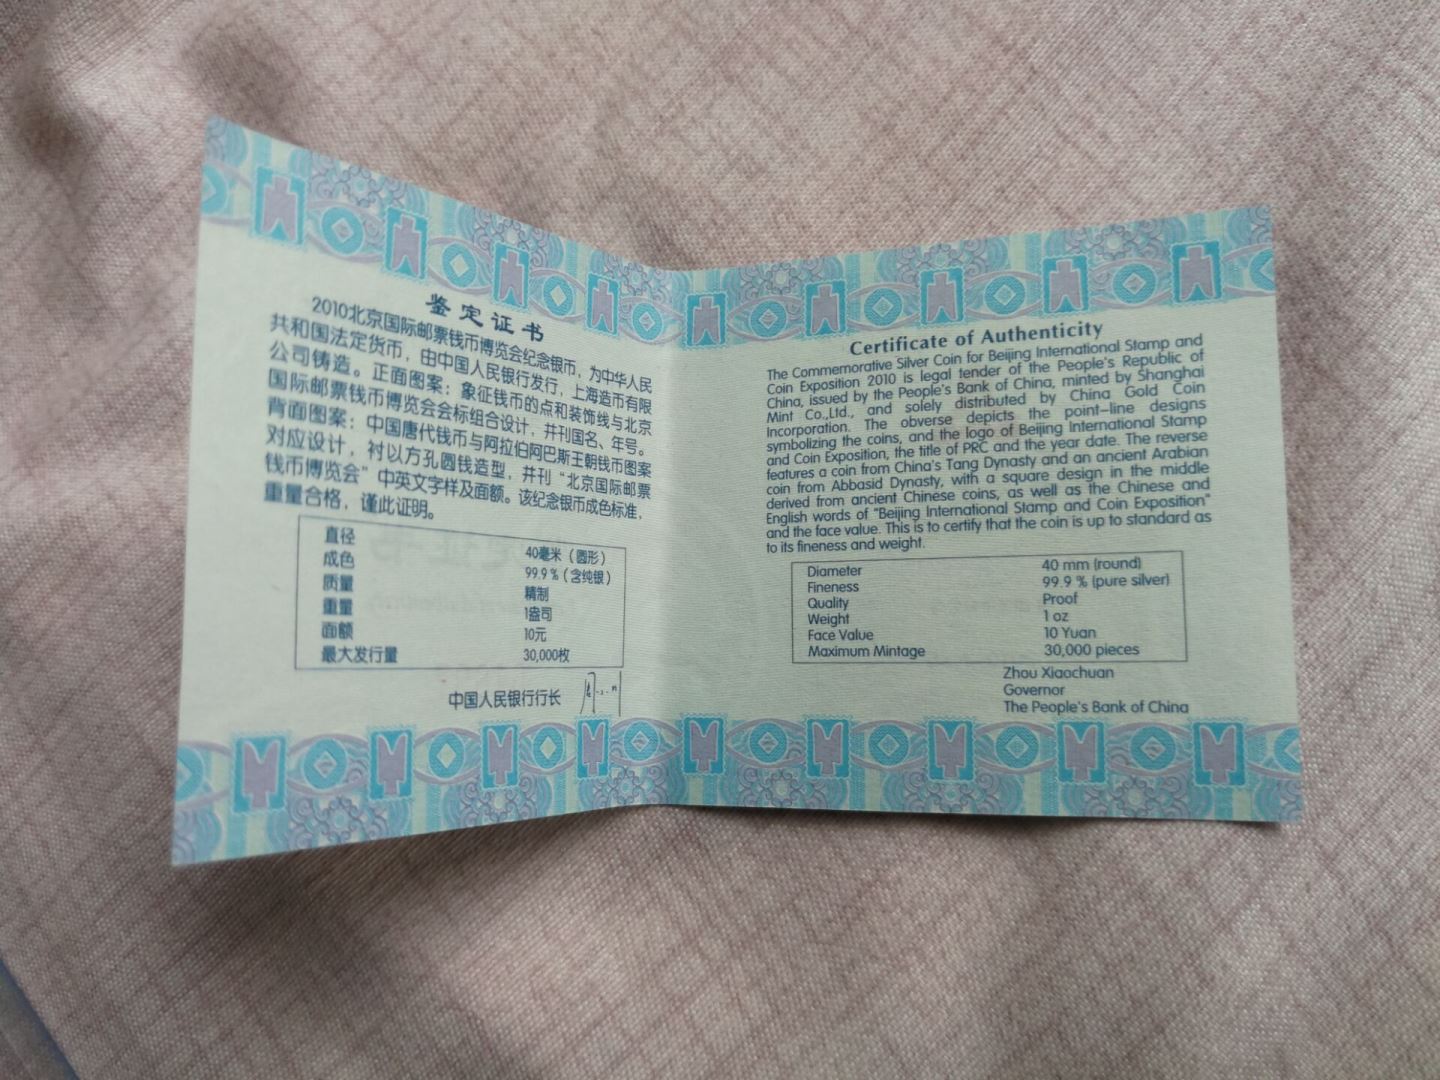 鉴定证书
2010北京国际邮票钱币博览会纪念银币，为中华人民
共和国法定货币，由中国人民银行发行，上海造币有限
公司铸造。正面图案：象征钱币的点和装饰线与北京
国际邮票钱币博览会会标组合设计，并刊国名、年号。
背面图案：中国唐代钱币与阿拉伯阿巴斯王朝钱币图案
对应设计，衬以方孔圆钱造型，并刊“北京国际邮票
钱币博览会”中英文字样及面额。该纪念银币成色标准，
重量合格，谨此证明。
直径 40毫米（圆形）
成色 99.9％（含纯银）
质量 精制
重量 1盎司
面额 10元
最大发行量 30,000枚
中国人民银行行长
Certificate of Authenticity
The Commemorative Silver Coin for Beijing International Stamp and
Coin Exposition 2010 is legal tender of the People's Republic of
China, issued by the People's Bank of China, minted by Shanghai
Mint Co.,Ltd., and solely distributed by China Gold Coin
Incorporation. The obverse depicts the point-line designs
symbolizing the coins, and the logo of Beijing International Stamp
and Coin Exposition, the title of PRC and the year date. The reverse
features a coin from China's Tang Dynasty and an ancient Arabian
coin from Abbasid Dynasty, with a square design in the middle
derived from ancient Chinese coins, as well as the Chinese and
English words of "Beijing International Stamp and Coin Exposition"
and the face value. This is to certify that the coin is up to standard as
to its fineness and weight.
Diameter 40 mm (round)
Fineness 99.9 % (pure silver)
Quality Proof
Weight 1 oz
Face Value 10 Yuan
Maximum Mintage 30,000 pieces
Zhou Xiaochuan
Governor
The People's Bank of China